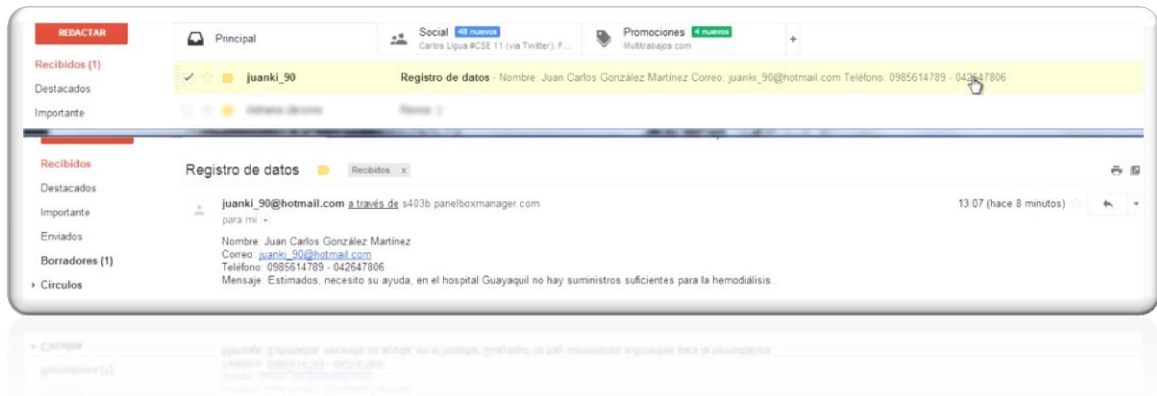 REDACTAR
Principal
Social 48 nuevos
Carlos Ligua #CSE 11 (via Twitter), F...
Promociones 4 nuevos
Multitrabajos.com
+
Recibidos (1)
Destacados
Importante
juanki_90 Registro de datos - Nombre: Juan Carlos González Martínez Correo: juanki_90@hotmail.com Teléfono: 0985614789 - 042647806
Recibidos
Destacados
Importante
Enviados
Borradores (1)
Círculos
Registro de datos Recibidos x
juanki_90@hotmail.com a través de s403b.panelboxmanager.com 13:07 (hace 8 minutos)
para mí
Nombre: Juan Carlos González Martínez
Correo: juanki_90@hotmail.com
Teléfono: 0985614789 - 042647806
Mensaje: Estimados, necesito su ayuda, en el hospital Guayaquil no hay suministros suficientes para la hemodiálisis...